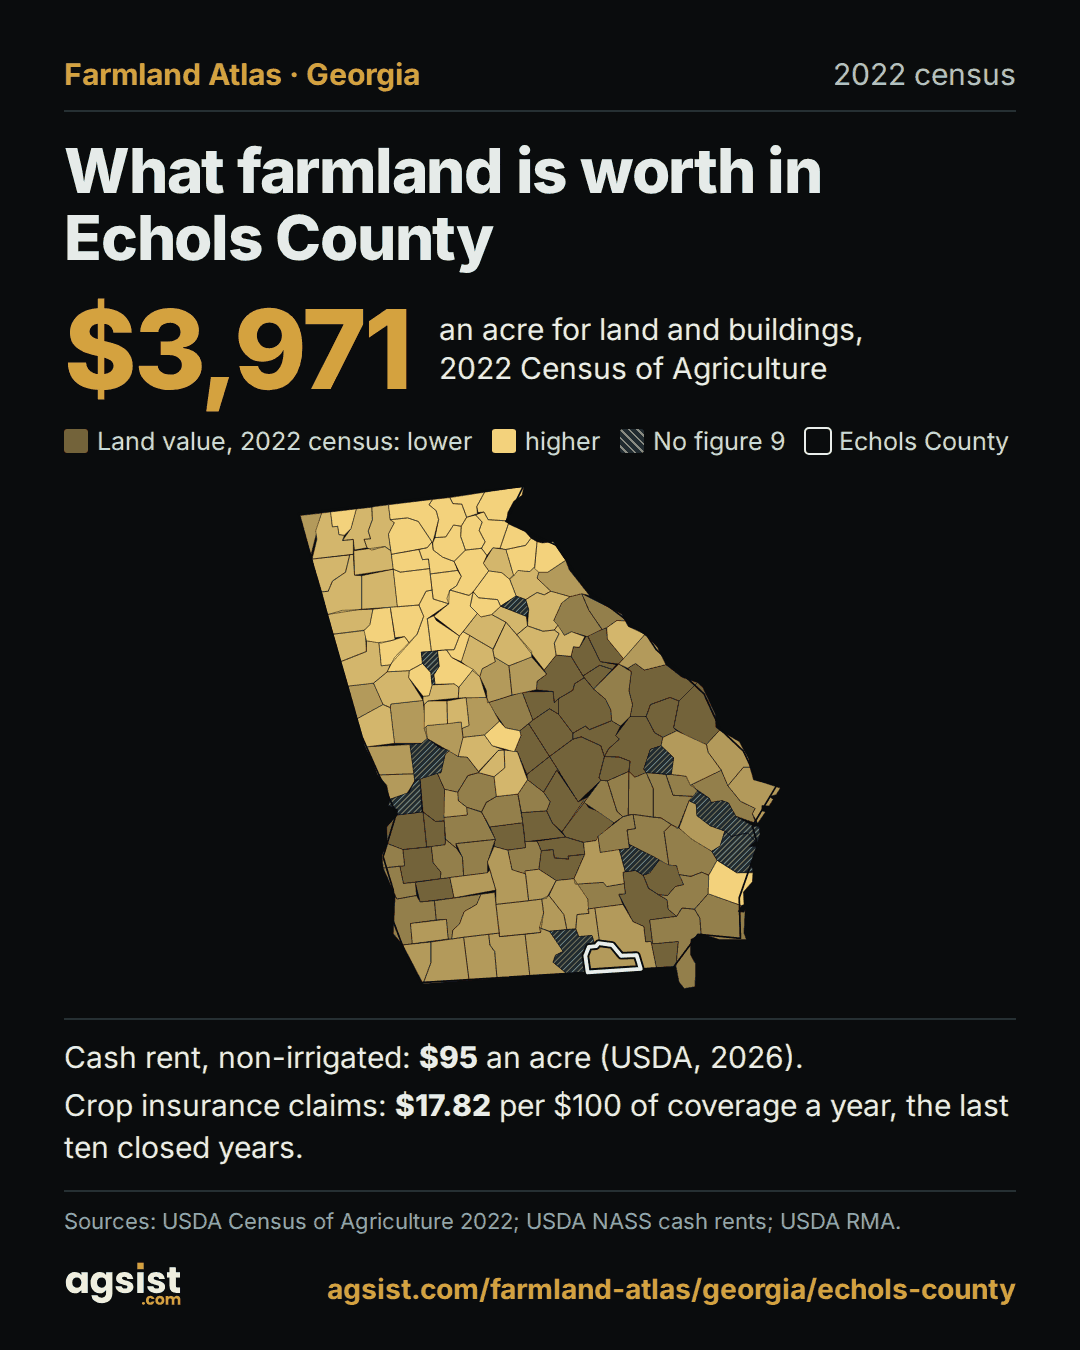 Farmland Atlas · Georgia
2022 census
What farmland is worth in
Echols County
$3,971
an acre for land and buildings,
2022 Census of Agriculture
Land value, 2022 census: lower
higher
No figure 9
Echols County
Cash rent, non-irrigated: $95 an acre (USDA, 2026).
Crop insurance claims: $17.82 per $100 of coverage a year, the last
ten closed years.
Sources: USDA Census of Agriculture 2022; USDA NASS cash rents; USDA RMA.
agsist
.com
agsist.com/farmland-atlas/georgia/echols-county